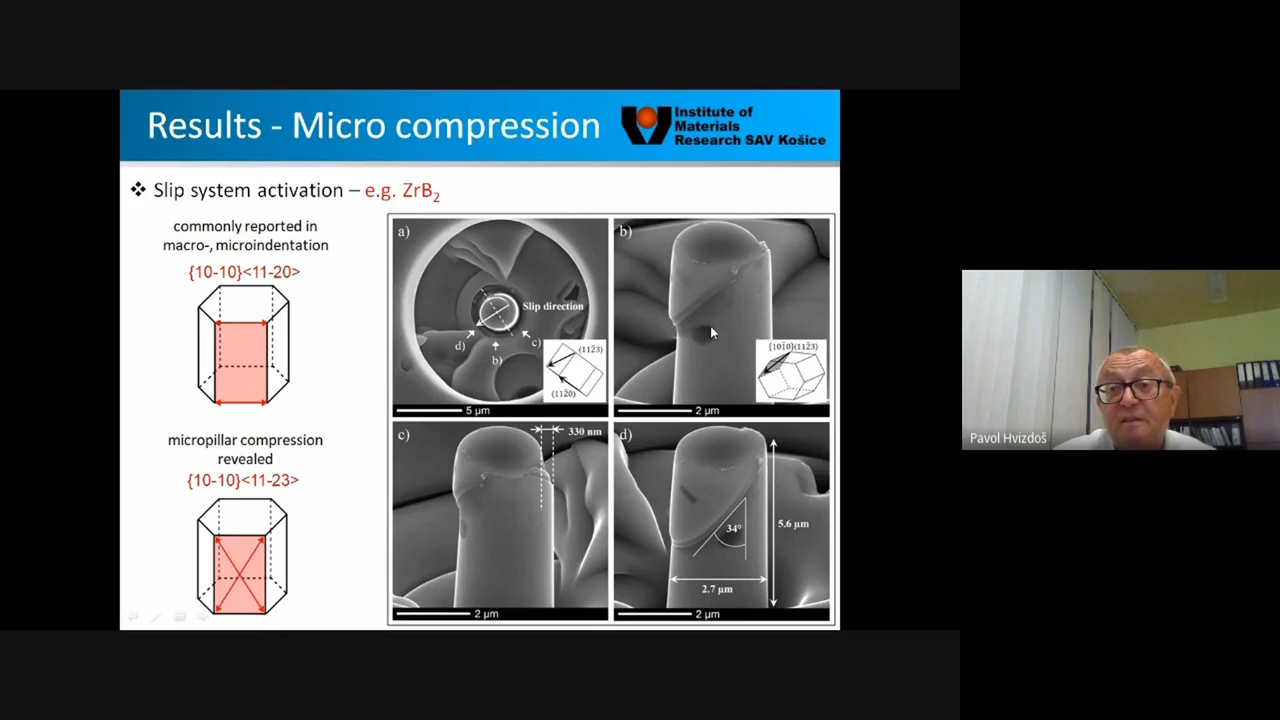 Results - Micro compression
Institute of
Materials
Research SAV Košice
❖ Slip system activation – e.g. ZrB₂
commonly reported in
macro-, microindentation
{10-10}<11-20>
micropillar compression
revealed
{10-10}<11-23>
a)
Slip direction
d)
b)
c)
⟨112̅3⟩
⟨112̅0⟩
5 µm
b)
{101̅0}⟨112̅3⟩
2 µm
c)
330 nm
2 µm
d)
34°
5.6 µm
2.7 µm
2 µm
Pavol Hvizdoš